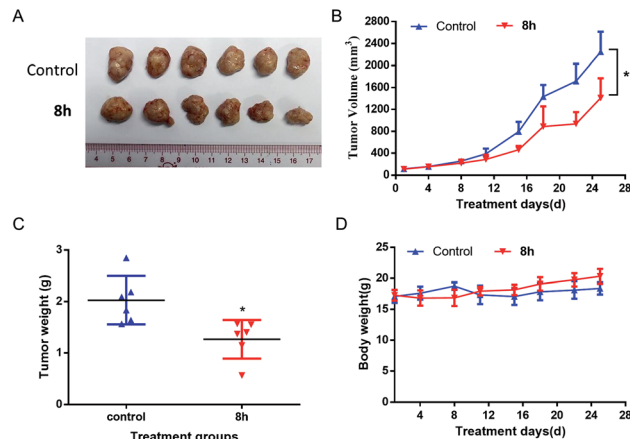 A
Control
8h
4 5 6 7 8 9 10 11 12 13 14 15 16 17
B
Control
8h
Tumor Volume (mm³)
2800
2400
2000
1600
1200
800
400
0
*
0 4 8 12 16 20 24 28
Treatment days(d)
C
Tumor weight (g)
3
2
1
0
*
control
8h
Treatment groups
D
Control
8h
Body weight(g)
25
20
15
10
5
0
4 8 12 16 20 24 28
Treatment days(d)